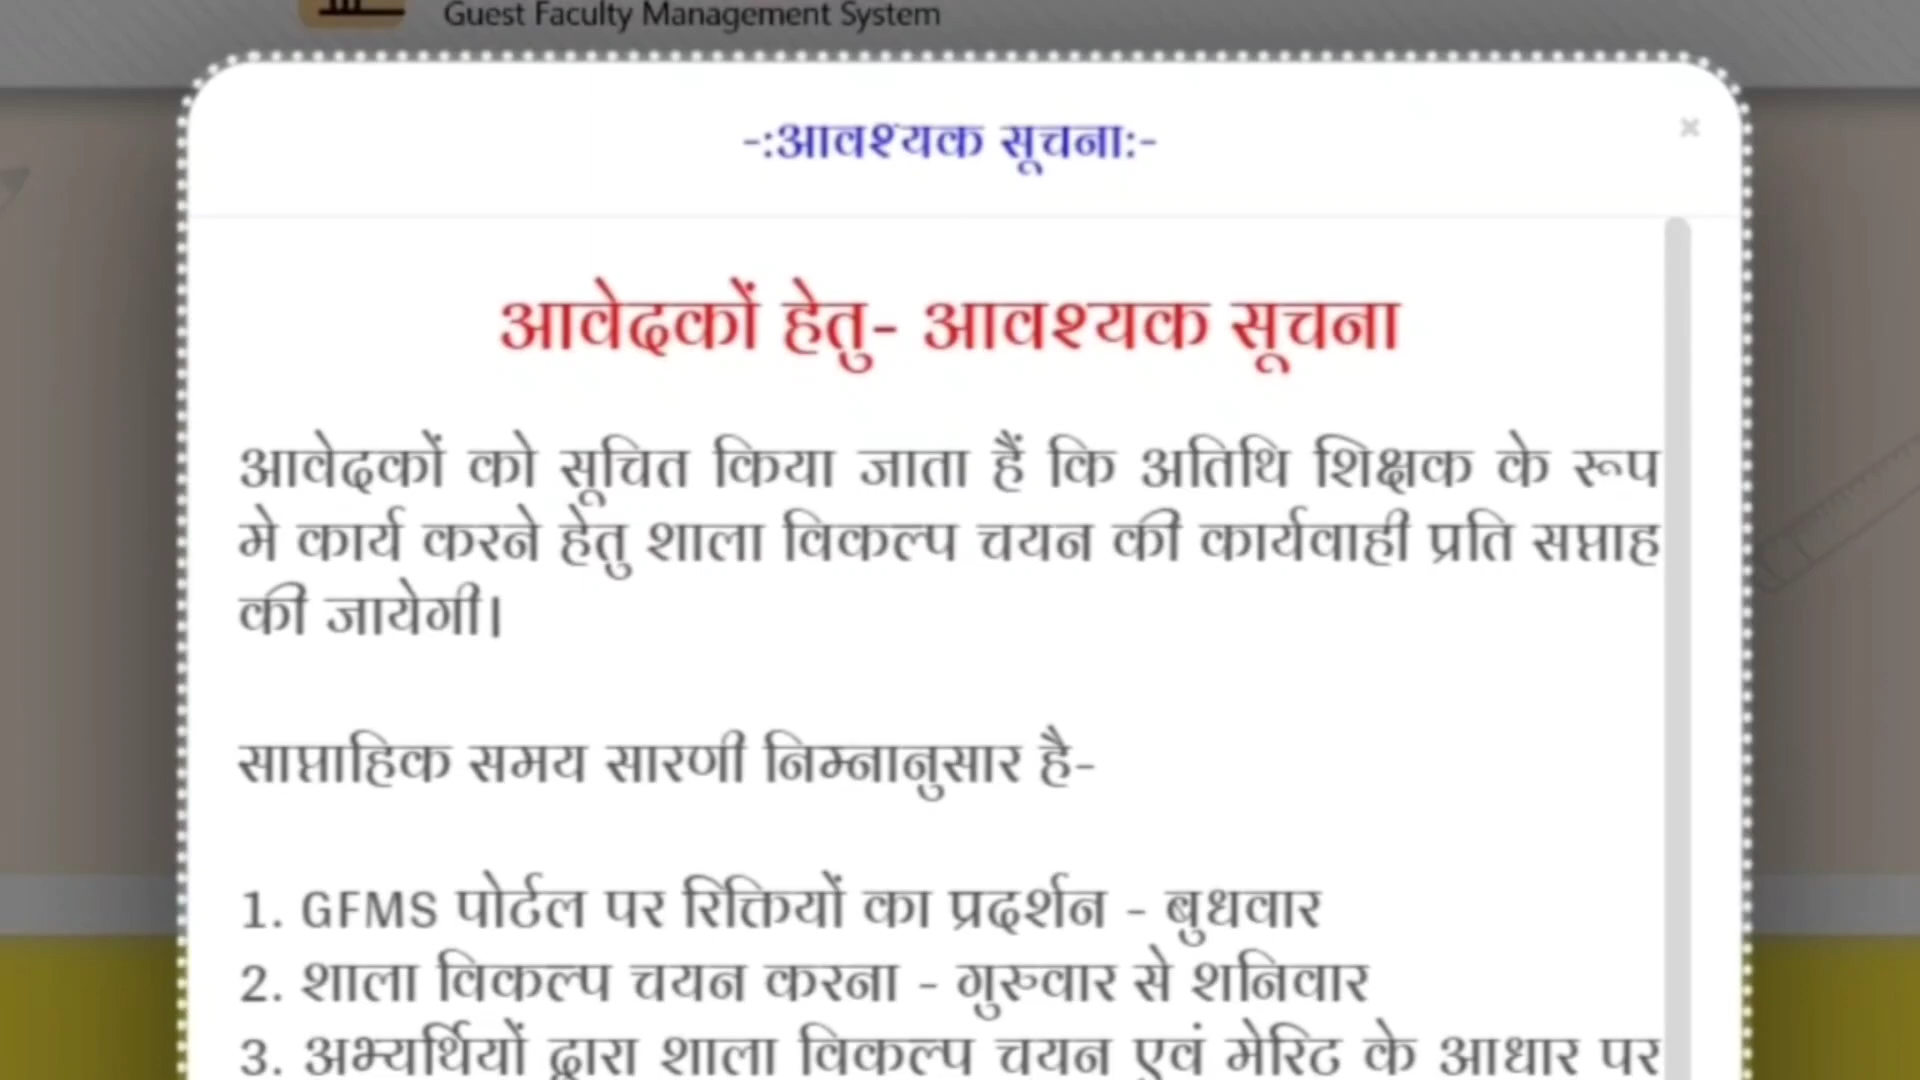 Guest Faculty Management System
-:आवश्यक सूचना:-
×
आवेदकों हेतु- आवश्यक सूचना
आवेदकों को सूचित किया जाता हैं कि अतिथि शिक्षक के रूप
मे कार्य करने हेतु शाला विकल्प चयन की कार्यवाही प्रति सप्ताह
की जायेगी।
साप्ताहिक समय सारणी निम्नानुसार है-
1. GFMS पोर्टल पर रिक्तियों का प्रदर्शन - बुधवार
2. शाला विकल्प चयन करना - गुरुवार से शनिवार
3. अभ्यर्थियों द्वारा शाला विकल्प चयन एवं मेरिट के आधार पर